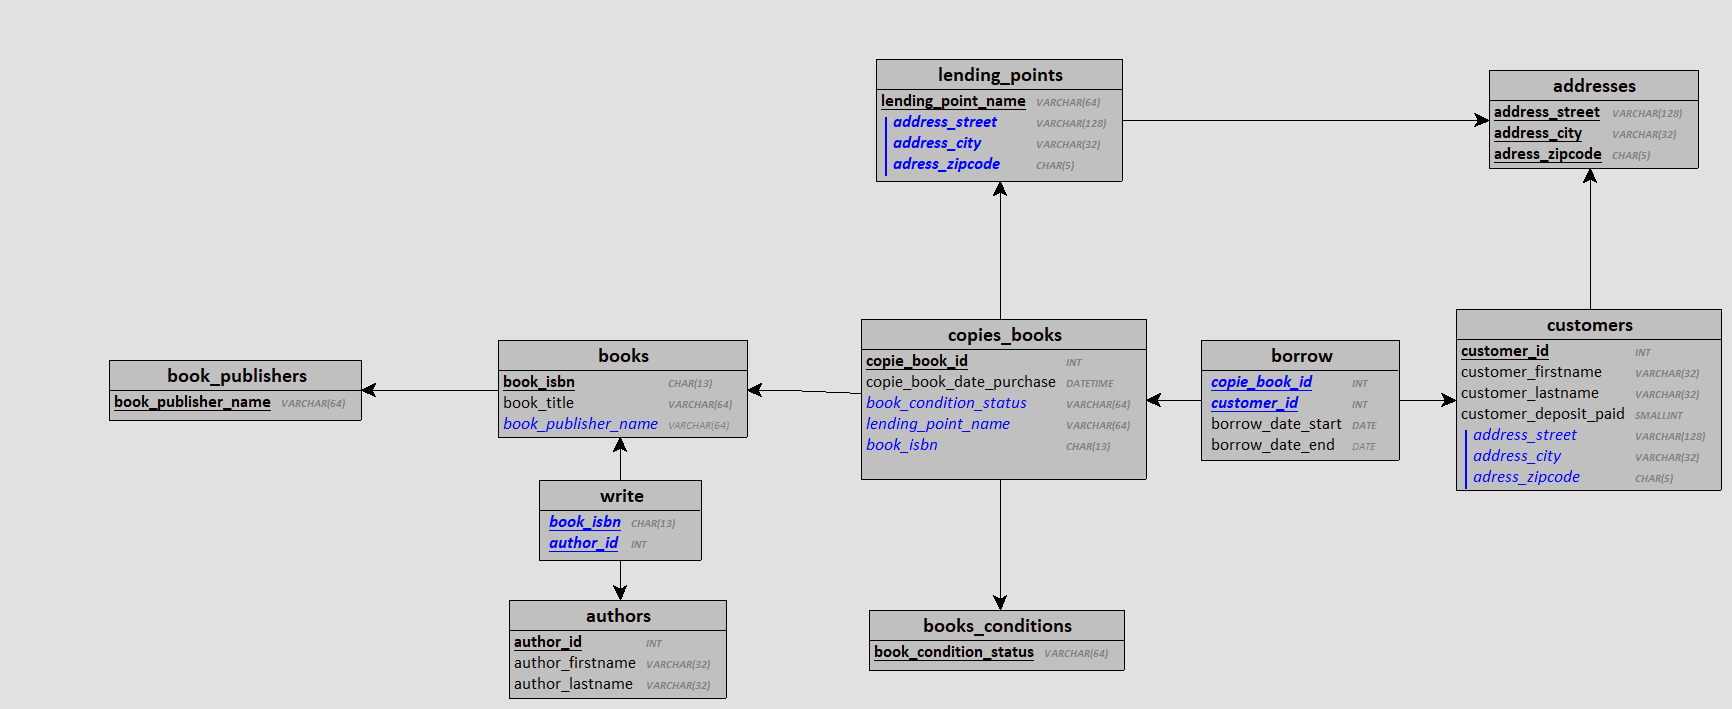 lending_points
lending_point_name VARCHAR(64)
address_street VARCHAR(128)
address_city VARCHAR(32)
adress_zipcode CHAR(5)
addresses
address_street VARCHAR(128)
address_city VARCHAR(32)
adress_zipcode CHAR(5)
book_publishers
book_publisher_name VARCHAR(64)
books
book_isbn CHAR(13)
book_title VARCHAR(64)
book_publisher_name VARCHAR(64)
copies_books
copie_book_id INT
copie_book_date_purchase DATETIME
book_condition_status VARCHAR(64)
lending_point_name VARCHAR(64)
book_isbn CHAR(13)
borrow
copie_book_id INT
customer_id INT
borrow_date_start DATE
borrow_date_end DATE
customers
customer_id INT
customer_firstname VARCHAR(32)
customer_lastname VARCHAR(32)
customer_deposit_paid SMALLINT
address_street VARCHAR(128)
address_city VARCHAR(32)
adress_zipcode CHAR(5)
write
book_isbn CHAR(13)
author_id INT
authors
author_id INT
author_firstname VARCHAR(32)
author_lastname VARCHAR(32)
books_conditions
book_condition_status VARCHAR(64)